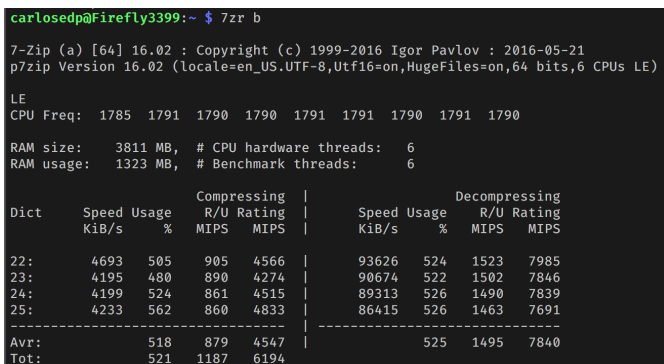 carlosedp@Firefly3399:~ $ 7zr b
7-Zip (a) [64] 16.02 : Copyright (c) 1999-2016 Igor Pavlov : 2016-05-21
p7zip Version 16.02 (locale=en_US.UTF-8,Utf16=on,HugeFiles=on,64 bits,6 CPUs LE)
LE
CPU Freq:  1785  1791  1790  1790  1791  1791  1790  1791  1790
RAM size:    3811 MB,  # CPU hardware threads:   6
RAM usage:   1323 MB,  # Benchmark threads:      6
                       Compressing  |                  Decompressing
Dict     Speed Usage    R/U Rating  |      Speed Usage    R/U Rating
         KiB/s     %   MIPS   MIPS  |      KiB/s     %   MIPS   MIPS
22:       4693   505    905   4566  |      93626   524   1523   7985
23:       4195   480    890   4274  |      90674   522   1502   7846
24:       4199   524    861   4515  |      89313   526   1490   7839
25:       4233   562    860   4833  |      86415   526   1463   7691
----------------------------------  | ------------------------------
Avr:             518    879   4547  |              525   1495   7840
Tot:             521   1187   6194